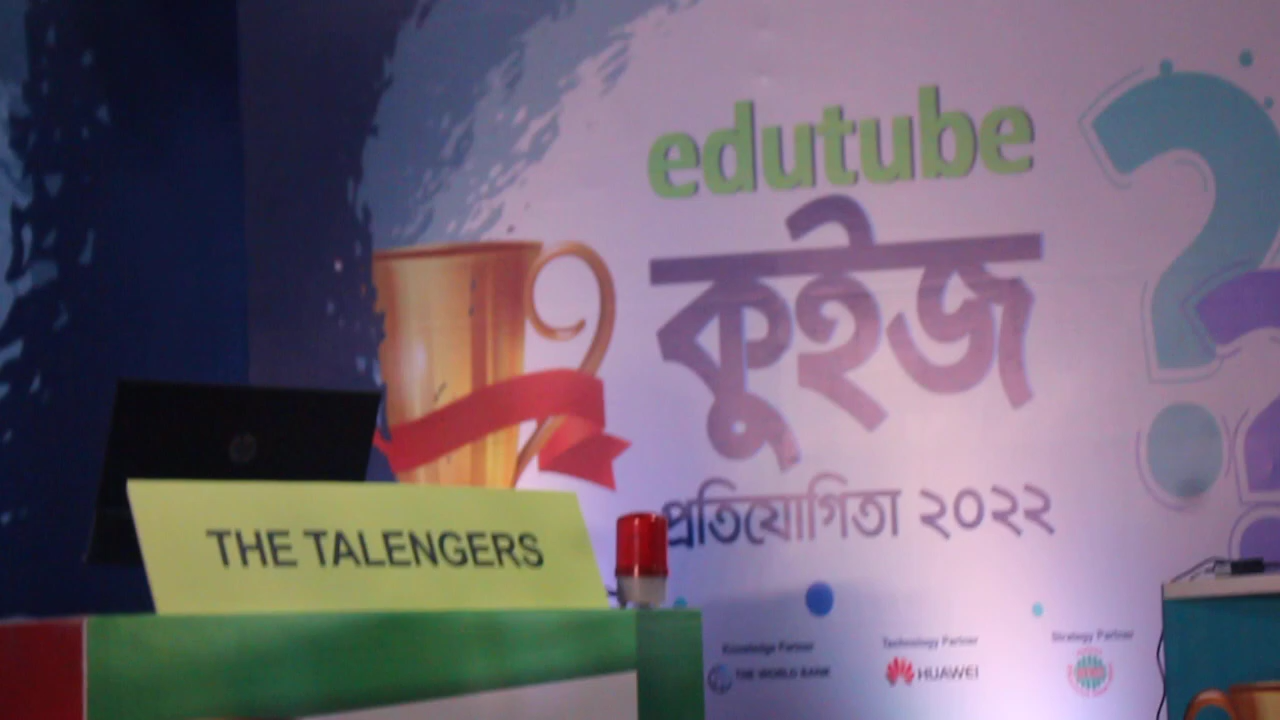 edutube
কুইজ
প্রতিযোগিতা ২০২২
THE TALENGERS
Knowledge Partner
THE WORLD BANK
Technology Partner
HUAWEI
Strategy Partner